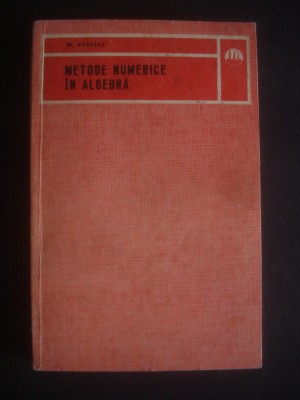 METODE NUMERICE
ÎN ALGEBRĂ